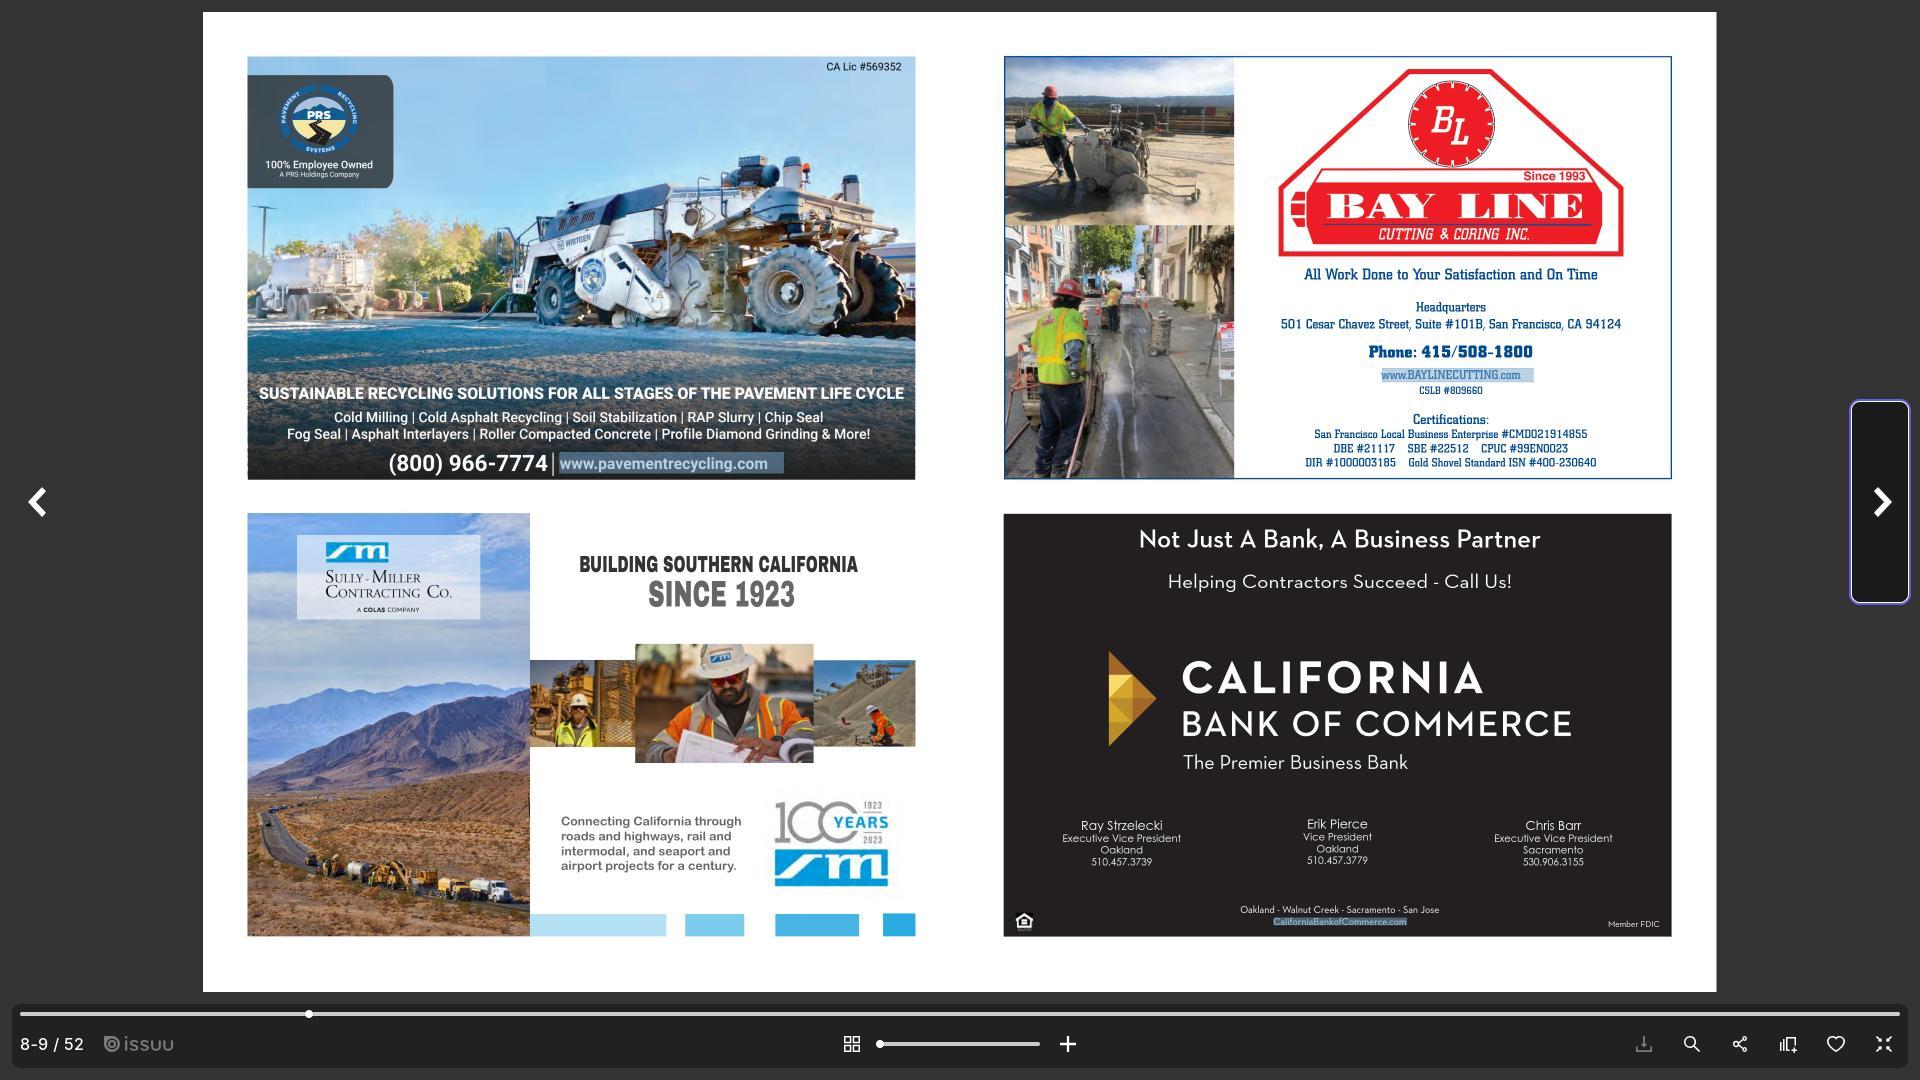 CA Lic #569352
PAVEMENT RECYCLING
PRS
SYSTEMS
100% Employee Owned
A PRS Holdings Company
WIRTGEN
SUSTAINABLE RECYCLING SOLUTIONS FOR ALL STAGES OF THE PAVEMENT LIFE CYCLE
Cold Milling | Cold Asphalt Recycling | Soil Stabilization | RAP Slurry | Chip Seal
Fog Seal | Asphalt Interlayers | Roller Compacted Concrete | Profile Diamond Grinding & More!
(800) 966-7774 | www.pavementrecycling.com
BL
Since 1993
BAY LINE
CUTTING & CORING INC.
All Work Done to Your Satisfaction and On Time
Headquarters
501 Cesar Chavez Street, Suite #101B, San Francisco, CA 94124
Phone: 415/508-1800
www.BAYLINECUTTING.com
CSLB #809660
Certifications:
San Francisco Local Business Enterprise #CMD021914855
DBE #21117 SBE #22512 CPUC #99EN0023
DIR #1000003185 Gold Shovel Standard ISN #400-230640
sm
SULLY-MILLER
CONTRACTING CO.
A COLAS COMPANY
BUILDING SOUTHERN CALIFORNIA
SINCE 1923
sm
Connecting California through
roads and highways, rail and
intermodal, and seaport and
airport projects for a century.
100 YEARS
1923
2023
sm
Not Just A Bank, A Business Partner
Helping Contractors Succeed - Call Us!
CALIFORNIA
BANK OF COMMERCE
The Premier Business Bank
Ray Strzelecki
Executive Vice President
Oakland
510.457.3739
Erik Pierce
Vice President
Oakland
510.457.3779
Chris Barr
Executive Vice President
Sacramento
530.906.3155
Oakland - Walnut Creek - Sacramento - San Jose
CaliforniaBankofCommerce.com
Member FDIC
8-9 / 52
issuu